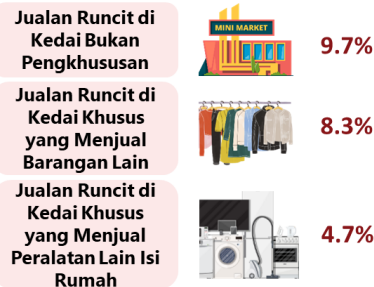 Jualan Runcit di
Kedai Bukan
Pengkhususan
MINI MARKET
9.7%
Jualan Runcit di
Kedai Khusus
yang Menjual
Barangan Lain
8.3%
Jualan Runcit di
Kedai Khusus
yang Menjual
Peralatan Lain Isi
Rumah
4.7%